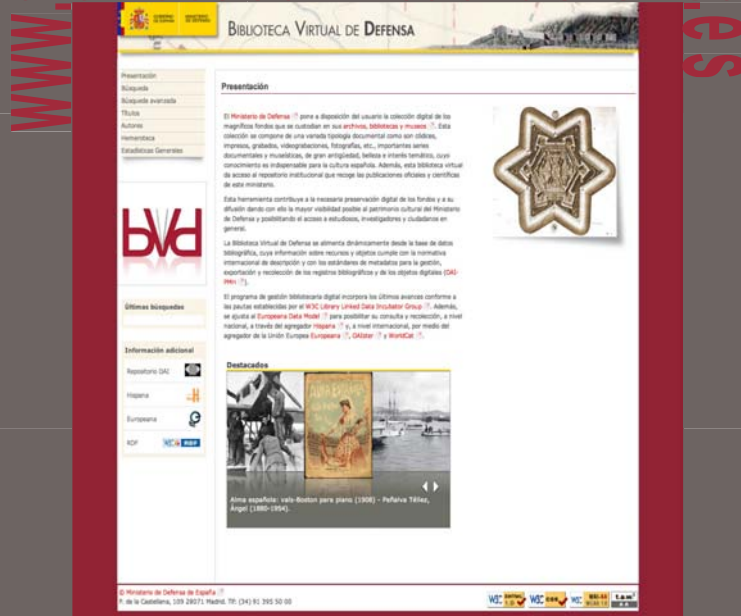 www.
.es
GOBIERNO DE ESPAÑA
MINISTERIO DE DEFENSA
BIBLIOTECA VIRTUAL DE DEFENSA
Presentación
Búsqueda
Búsqueda avanzada
Títulos
Autores
Hemeroteca
Estadísticas Generales
bvd
Últimas búsquedas
Información adicional
Repositorio OAI
Hispana
Europeana
RDF
W3C RDF
Presentación
El Ministerio de Defensa pone a disposición del usuario la colección digital de los
magníficos fondos que se custodian en sus archivos, bibliotecas y museos. Esta
colección se compone de una variada tipología documental como son códices,
impresos, grabados, videograbaciones, fotografías, etc., importantes series
documentales y museísticas, de gran antigüedad, belleza e interés temático, cuyo
conocimiento es indispensable para la cultura española. Además, esta biblioteca virtual
da acceso al repositorio institucional que recoge las publicaciones oficiales y científicas
de este ministerio.
Esta herramienta contribuye a la necesaria preservación digital de los fondos y a su
difusión dando con ello la mayor visibilidad posible al patrimonio cultural del Ministerio
de Defensa y posibilitando el acceso a estudiosos, investigadores y ciudadanos en
general.
La Biblioteca Virtual de Defensa se alimenta dinámicamente desde la base de datos
bibliográfica, cuya información sobre recursos y objetos cumple con la normativa
internacional de descripción y con los estándares de metadatos para la gestión,
exportación y recolección de los registros bibliográficos y de los objetos digitales (OAI-
PMH).
El programa de gestión bibliotecaria digital incorpora los últimos avances conforme a
las pautas establecidas por el W3C Library Linked Data Incubator Group. Además,
se ajusta al Europeana Data Model para posibilitar su consulta y recolección, a nivel
nacional, a través del agregador Hispana y, a nivel internacional, por medio del
agregador de la Unión Europea Europeana, OAIster y WorldCat.
Destacados
ALMA ESPAÑOLA
Alma española: vals-Boston para piano (1908) - Peñalva Téllez,
Ángel (1880-1954).
© Ministerio de Defensa de España
P. de la Castellana, 109 28071 Madrid. Tlf: (34) 91 395 50 00
W3C
W3C css
W3C WAI-AA
t.a.w